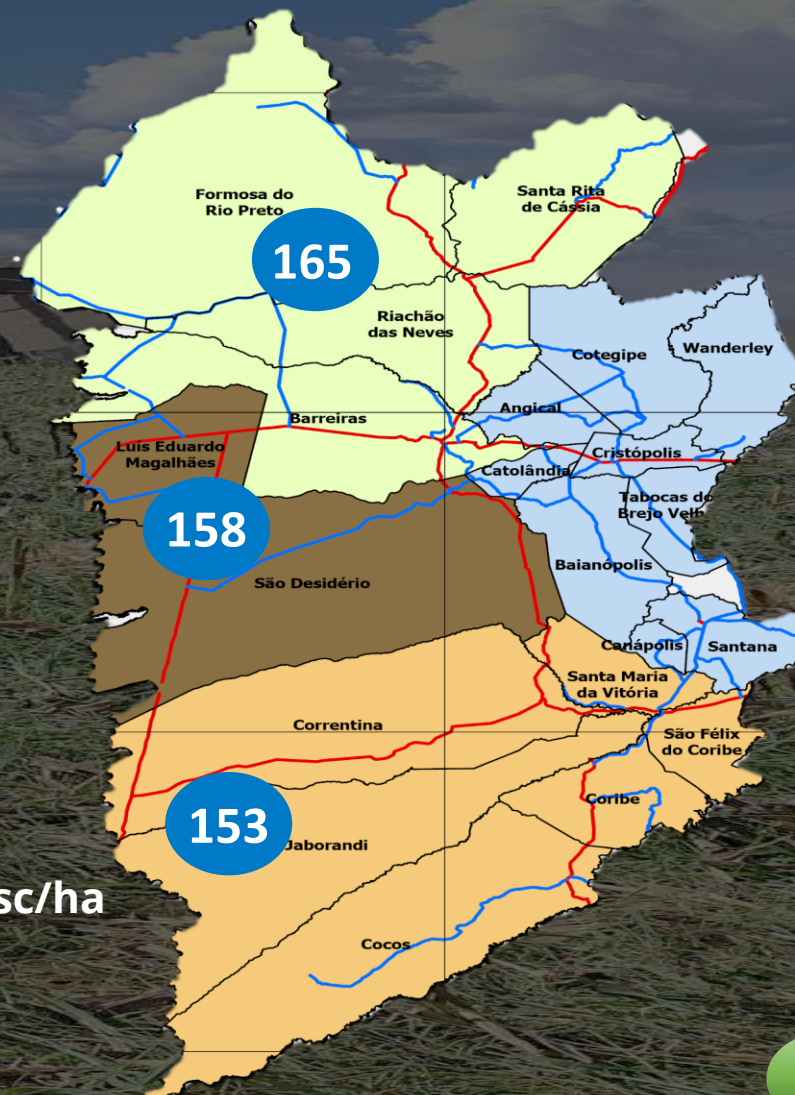 Formosa do
Rio Preto
Santa Rita
de Cássia
165
Riachão
das Neves
Cotegipe
Wanderley
Angical
Barreiras
Luis Eduardo
Magalhães
Cristópolis
Catolândia
Tabocas do
Brejo Velh
158
Baianópolis
São Desidério
Canápolis
Santana
Santa Maria
da Vitória
Correntina
São Félix
do Coribe
153
Coribe
Jaborandi
sc/ha
Cocos